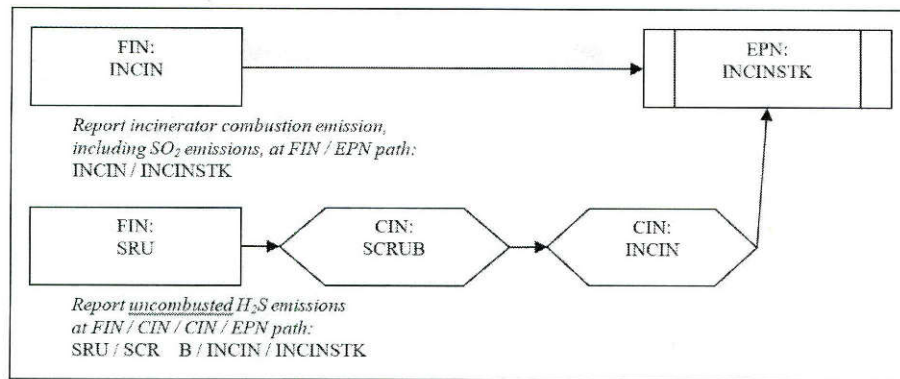 FIN:
INCIN
EPN:
INCINSTK
Report incinerator combustion emission,
including SO₂ emissions, at FIN / EPN path:
INCIN / INCINSTK
FIN:
SRU
CIN:
SCRUB
CIN:
INCIN
Report uncombusted H₂S emissions
at FIN / CIN / CIN / EPN path:
SRU / SCR B / INCIN / INCINSTK